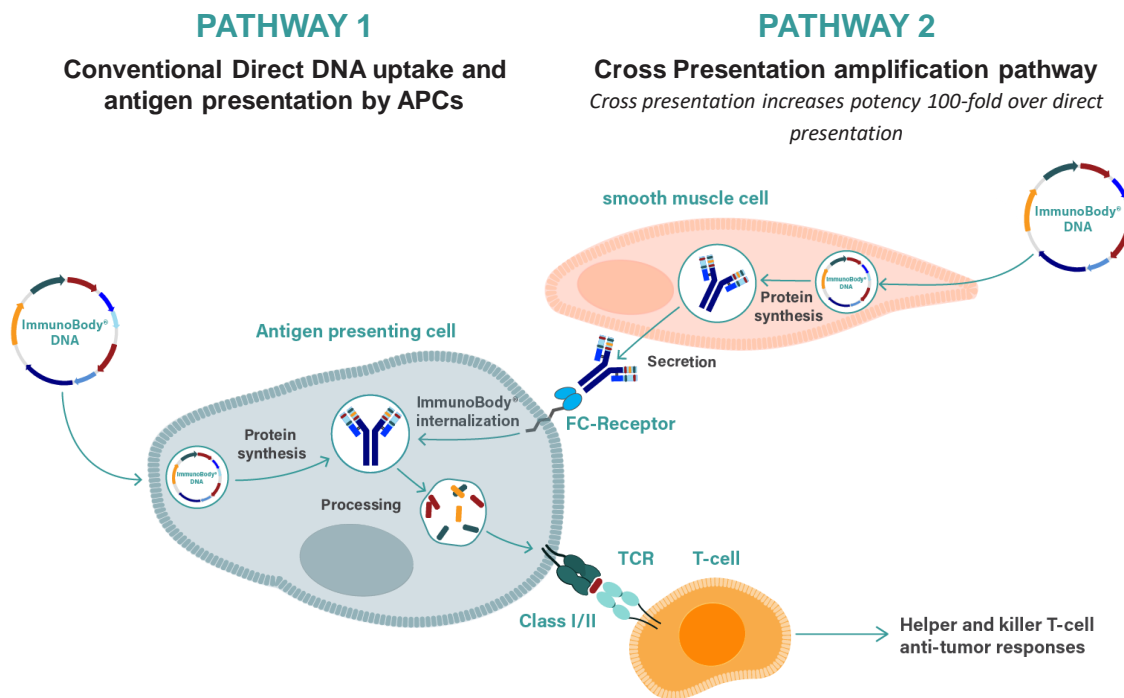 PATHWAY 1
Conventional Direct DNA uptake and
antigen presentation by APCs
PATHWAY 2
Cross Presentation amplification pathway
Cross presentation increases potency 100-fold over direct
presentation
smooth muscle cell
ImmunoBody®
DNA
ImmunoBody®
DNA
Protein
synthesis
Secretion
FC-Receptor
ImmunoBody®
DNA
Antigen presenting cell
ImmunoBody®
internalization
Protein
synthesis
ImmunoBody®
DNA
Processing
TCR
T-cell
Class I/II
Helper and killer T-cell
anti-tumor responses